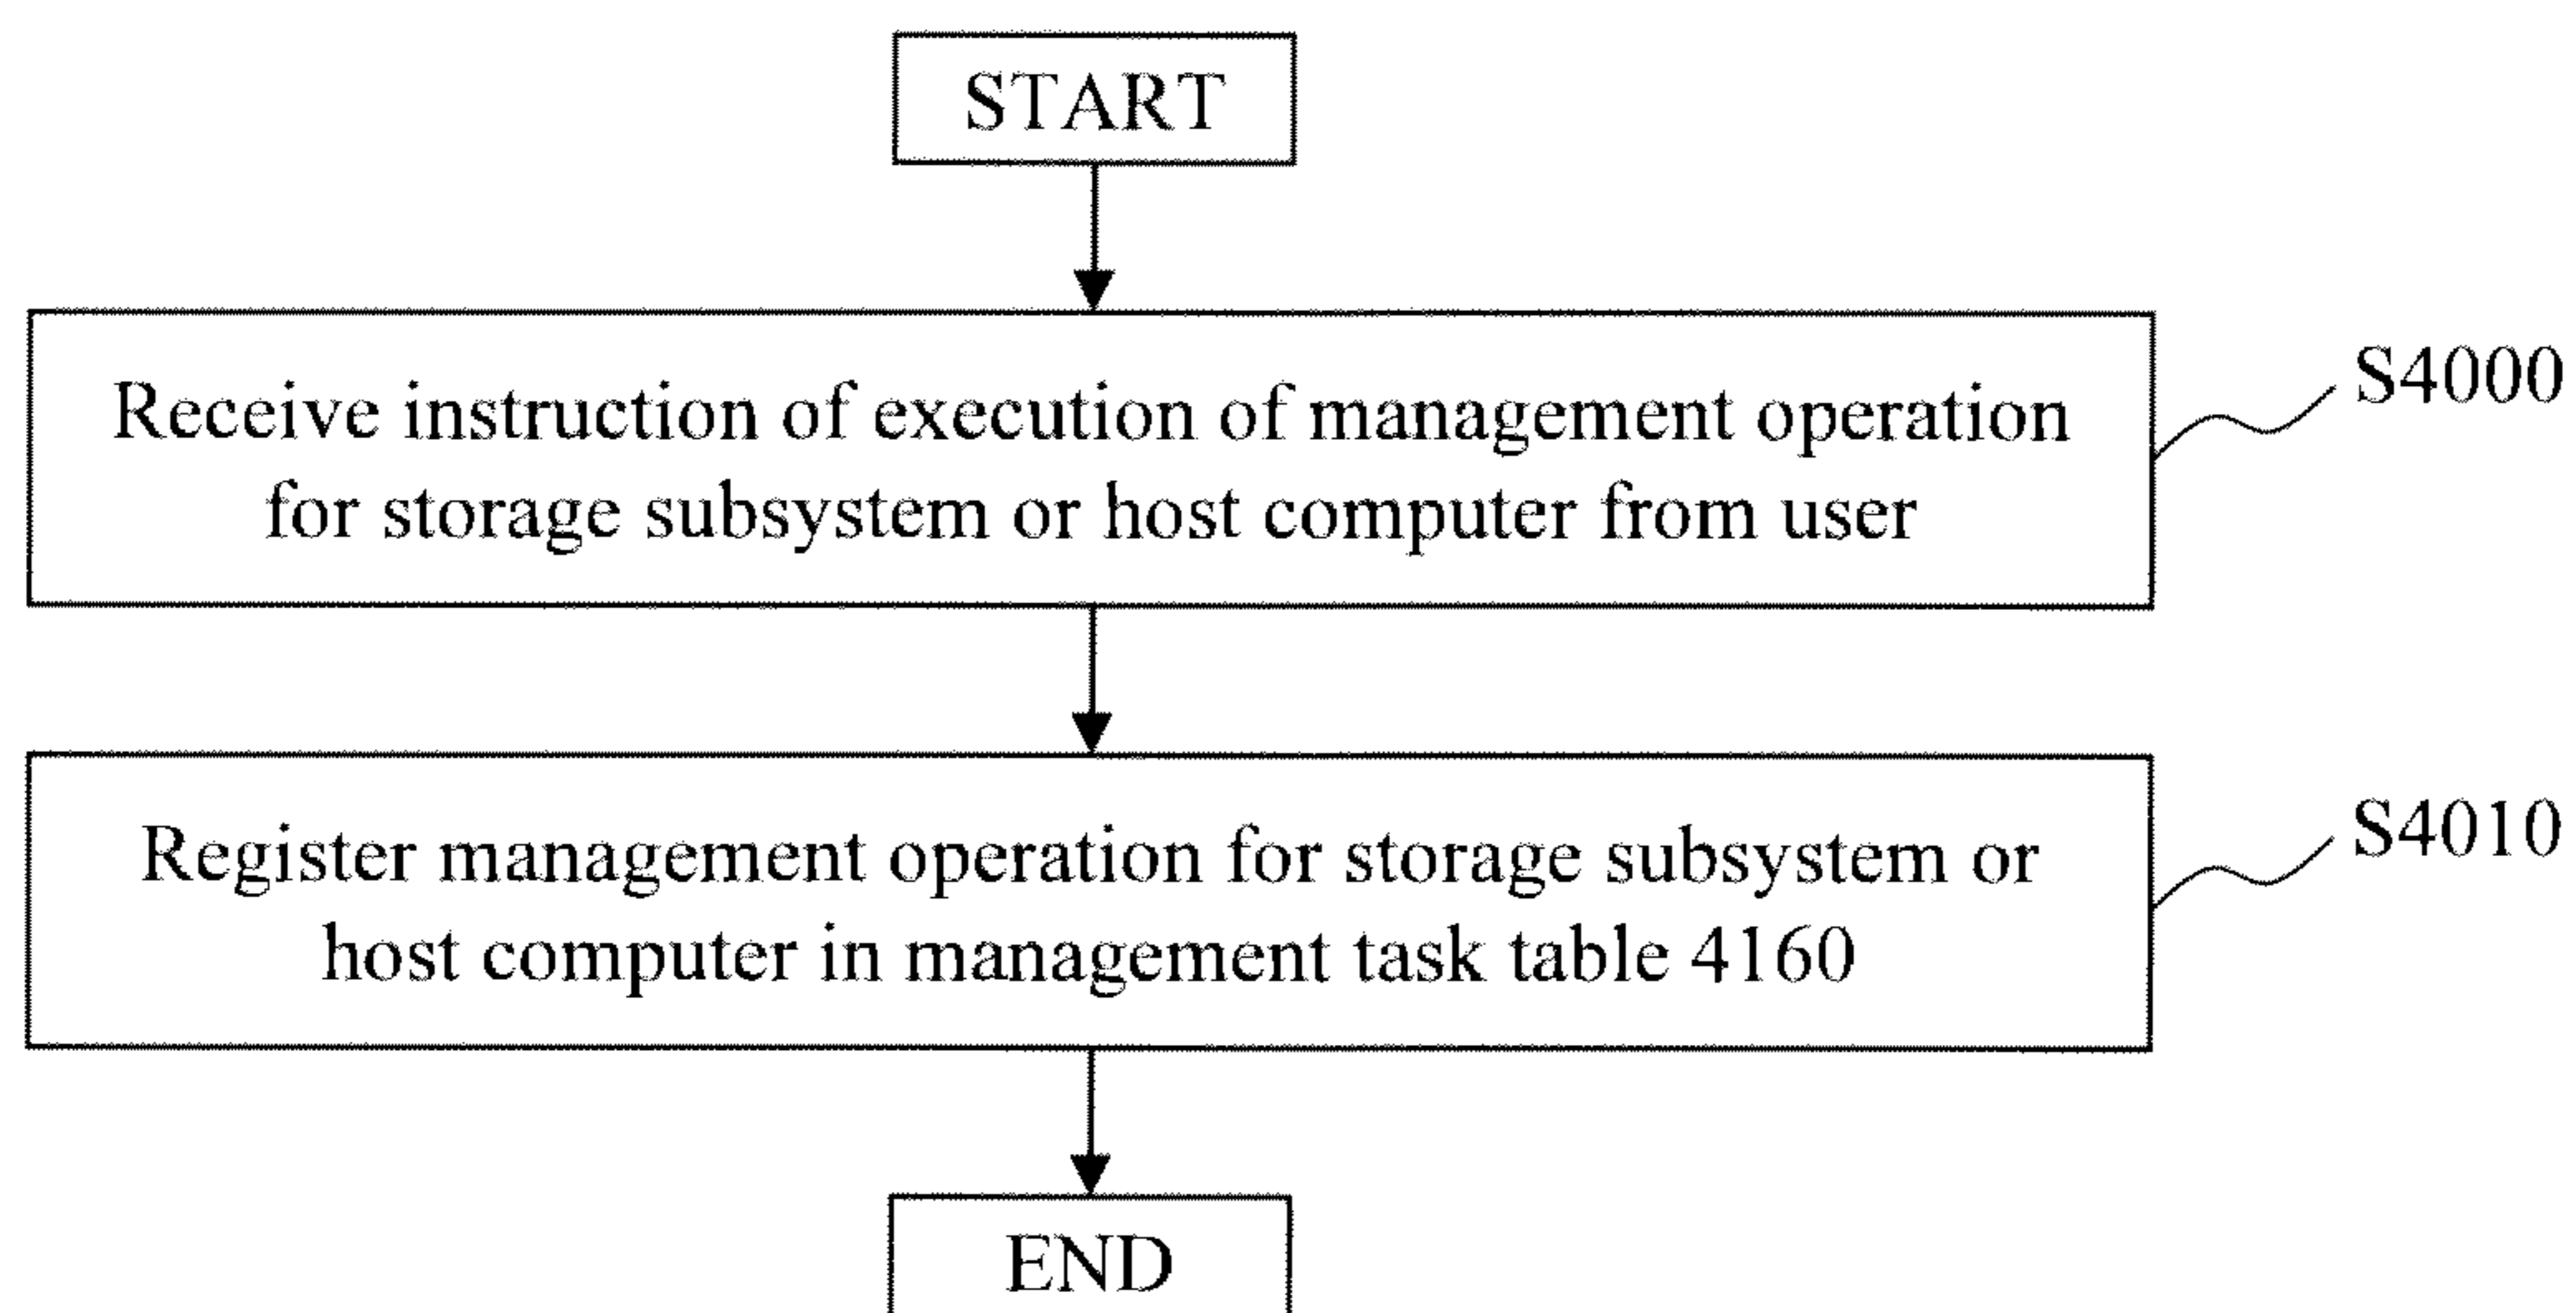 START
Receive instruction of execution of management operation
for storage subsystem or host computer from user
S4000
Register management operation for storage subsystem or
host computer in management task table 4160
S4010
END